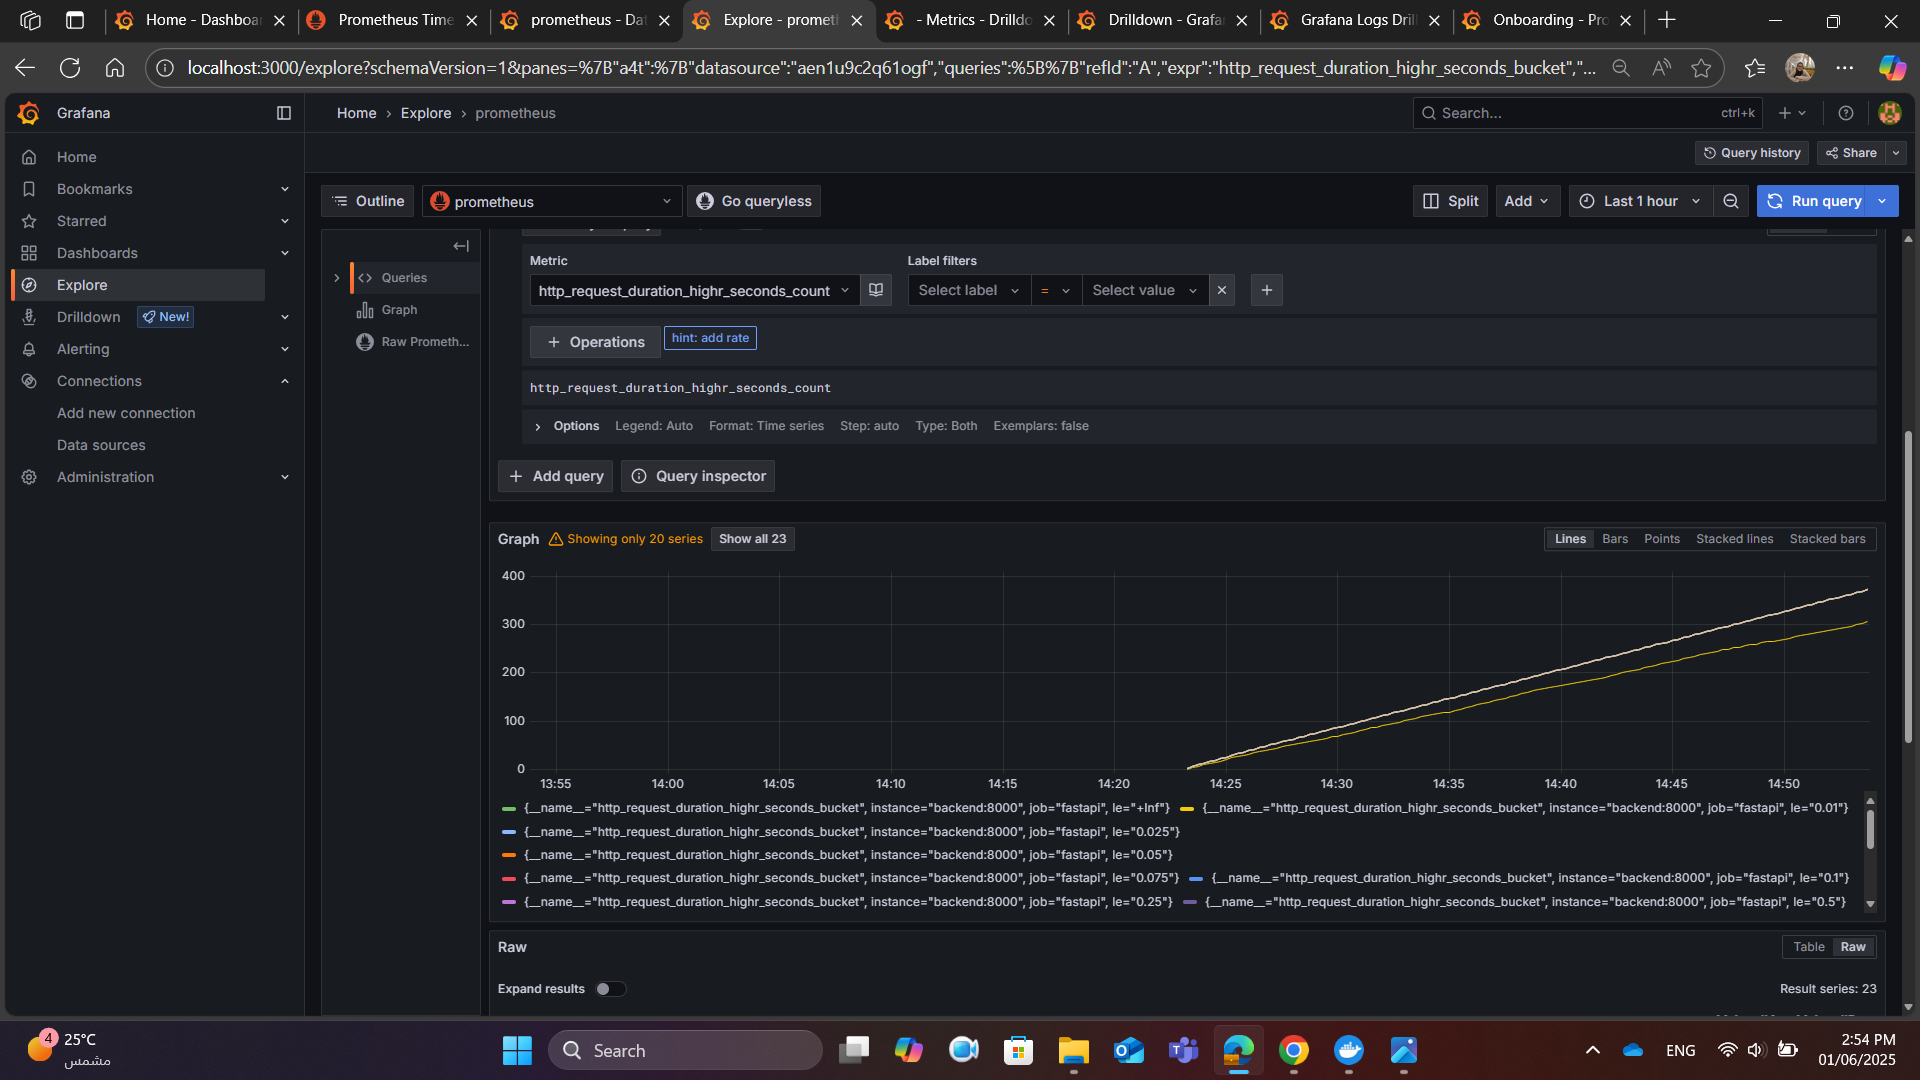 Home - Dashboar
Prometheus Time
prometheus - Dat
Explore - prometh
- Metrics - Drilldo
Drilldown - Grafan
Grafana Logs Drill
Onboarding - Pro
localhost:3000/explore?schemaVersion=1&panes=%7B"a4t":%7B"datasource":"aen1u9c2q61ogf","queries":%5B%7B"refId":"A","expr":"http_request_duration_highr_seconds_bucket","...
Grafana
Home › Explore › prometheus
Search...
ctrl+k
Query history
Share
Home
Bookmarks
Starred
Dashboards
Explore
Drilldown
New!
Alerting
Connections
Add new connection
Data sources
Administration
Outline
prometheus
Go queryless
Split
Add
Last 1 hour
Run query
Queries
Graph
Raw Prometh...
Metric
Label filters
http_request_duration_highr_seconds_count
Select label
=
Select value
+ Operations
hint: add rate
http_request_duration_highr_seconds_count
Options Legend: Auto Format: Time series Step: auto Type: Both Exemplars: false
+ Add query
Query inspector
Graph
Showing only 20 series
Show all 23
Lines Bars Points Stacked lines Stacked bars
400
300
200
100
0
13:55 14:00 14:05 14:10 14:15 14:20 14:25 14:30 14:35 14:40 14:45 14:50
{__name__="http_request_duration_highr_seconds_bucket", instance="backend:8000", job="fastapi", le="+Inf"} {__name__="http_request_duration_highr_seconds_bucket", instance="backend:8000", job="fastapi", le="0.01"}
{__name__="http_request_duration_highr_seconds_bucket", instance="backend:8000", job="fastapi", le="0.025"}
{__name__="http_request_duration_highr_seconds_bucket", instance="backend:8000", job="fastapi", le="0.05"}
{__name__="http_request_duration_highr_seconds_bucket", instance="backend:8000", job="fastapi", le="0.075"} {__name__="http_request_duration_highr_seconds_bucket", instance="backend:8000", job="fastapi", le="0.1"}
{__name__="http_request_duration_highr_seconds_bucket", instance="backend:8000", job="fastapi", le="0.25"} {__name__="http_request_duration_highr_seconds_bucket", instance="backend:8000", job="fastapi", le="0.5"}
Raw
Table Raw
Expand results
Result series: 23
4
25°C
مشمس
Search
ENG
2:54 PM
01/06/2025